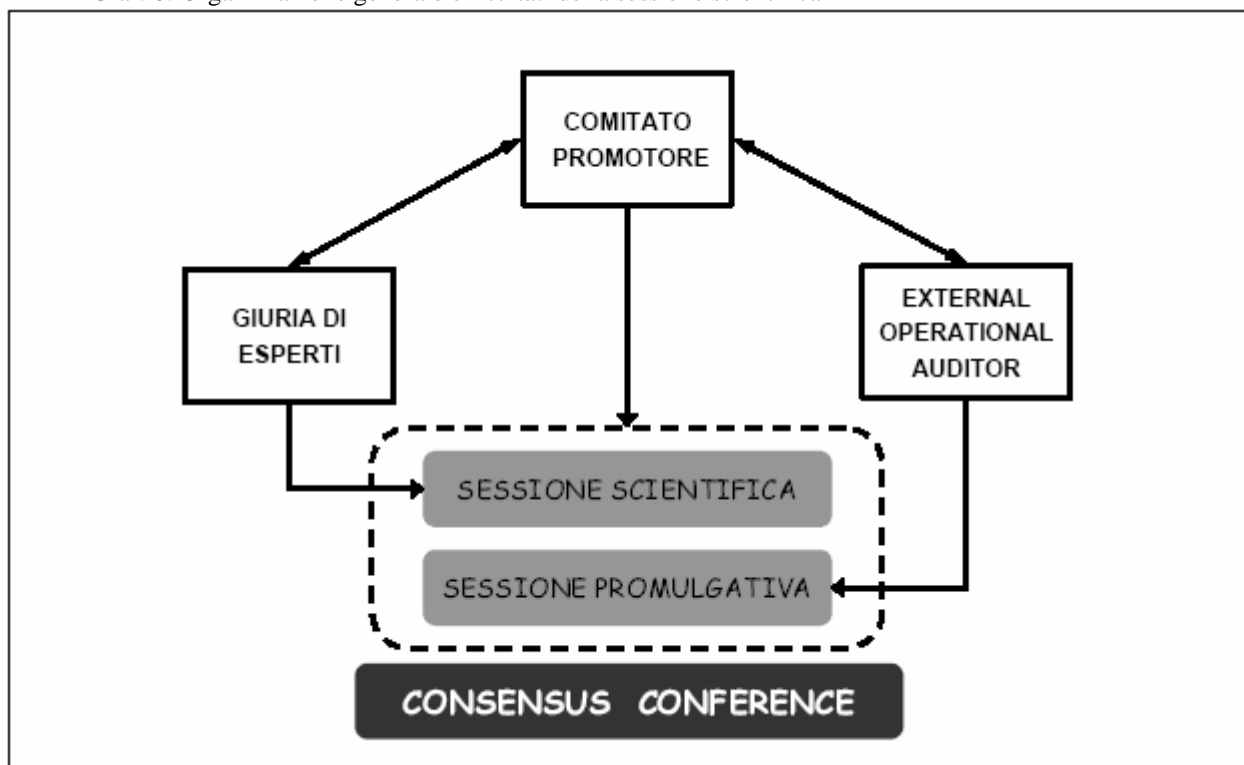 COMITATO
PROMOTORE
GIURIA DI
ESPERTI
EXTERNAL
OPERATIONAL
AUDITOR
SESSIONE SCIENTIFICA
SESSIONE PROMULGATIVA
CONSENSUS CONFERENCE